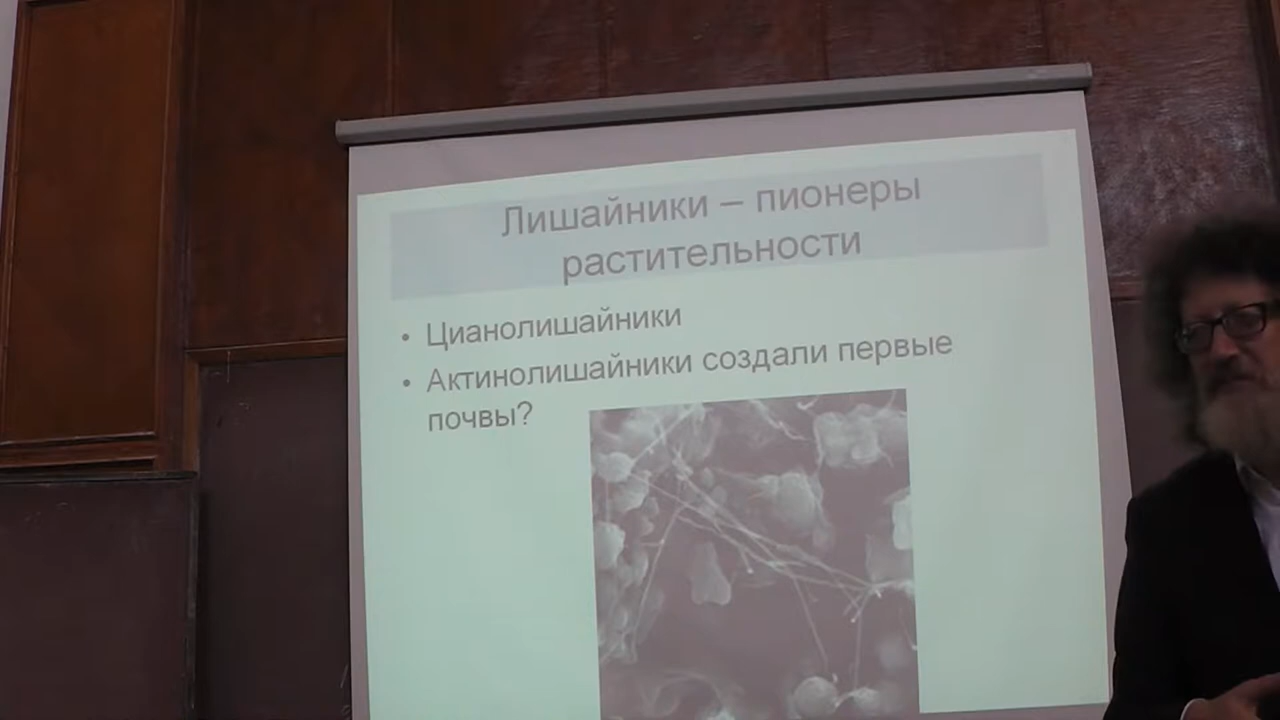 Лишайники – пионеры
растительности
• Цианолишайники
• Актинолишайники создали первые
почвы?